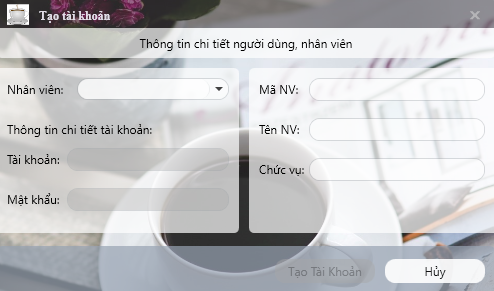 Tạo tài khoản
Thông tin chi tiết người dùng, nhân viên
Nhân viên:
Thông tin chi tiết tài khoản:
Tài khoản:
Mật khẩu:
Mã NV:
Tên NV:
Chức vụ:
Tạo Tài Khoản
Hủy